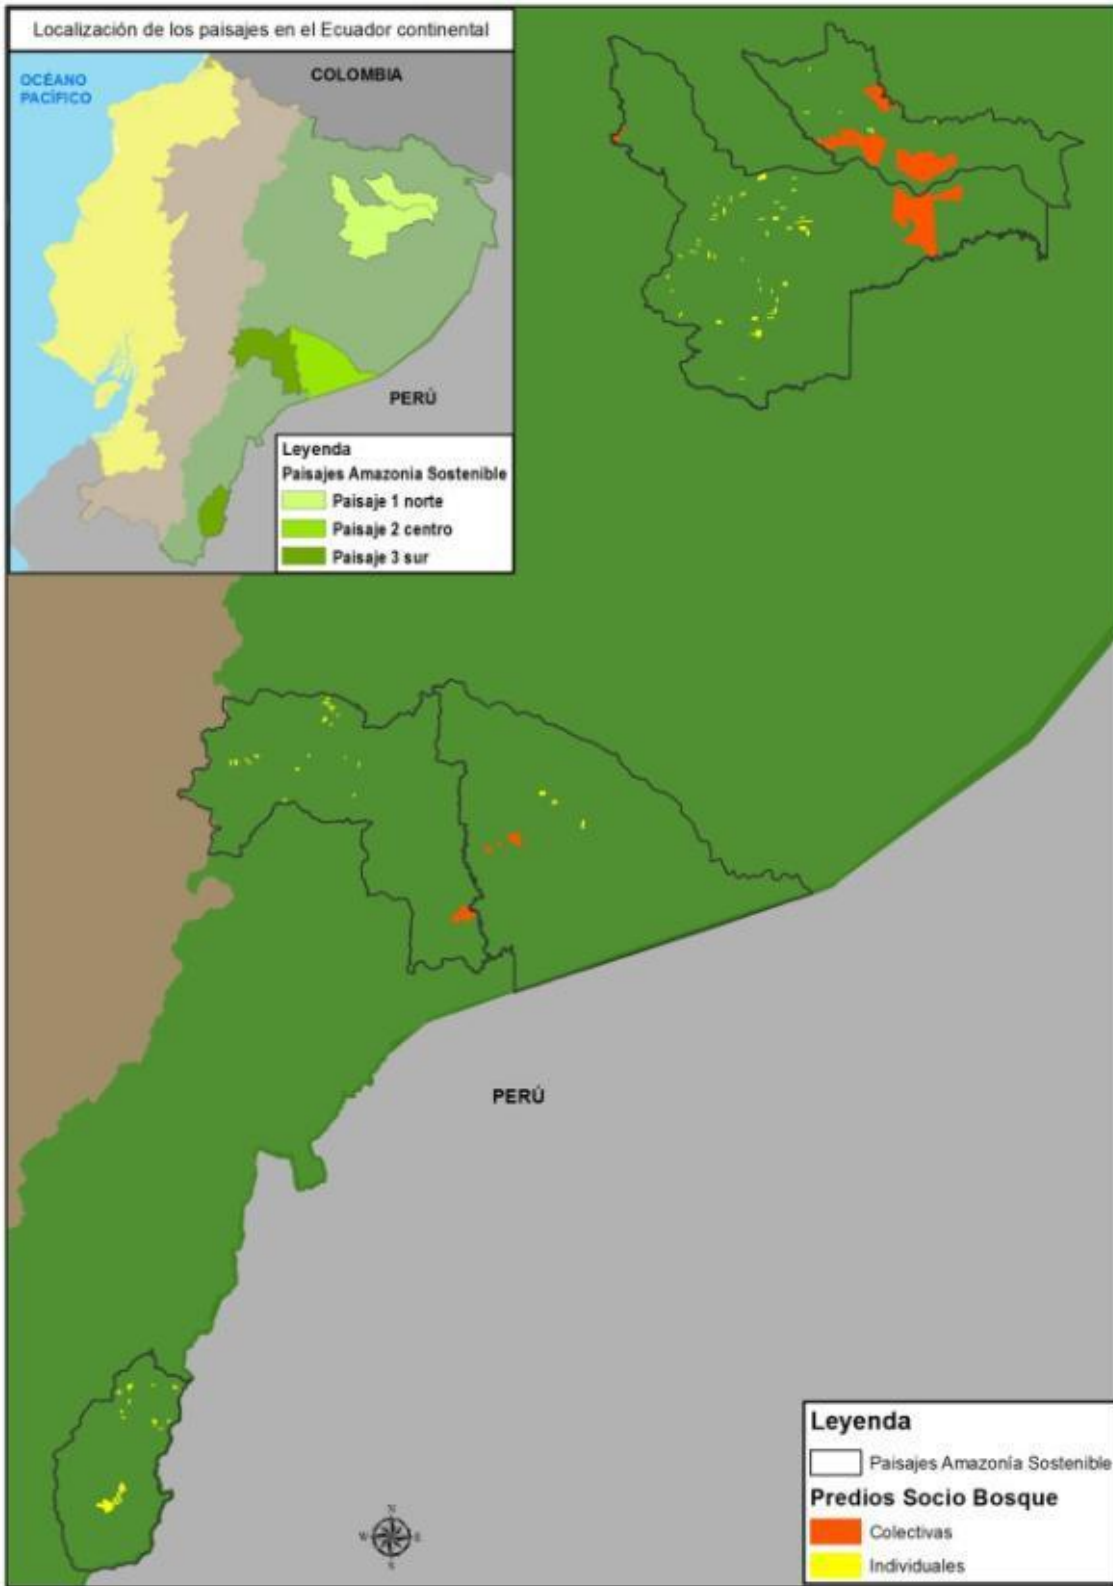 Localización de los paisajes en el Ecuador continental
OCÉANO
PACÍFICO
COLOMBIA
PERÚ
Leyenda
Paisajes Amazonia Sostenible
Paisaje 1 norte
Paisaje 2 centro
Paisaje 3 sur
PERÚ
N
W
E
S
Leyenda
Paisajes Amazonía Sostenible
Predios Socio Bosque
Colectivas
Individuales